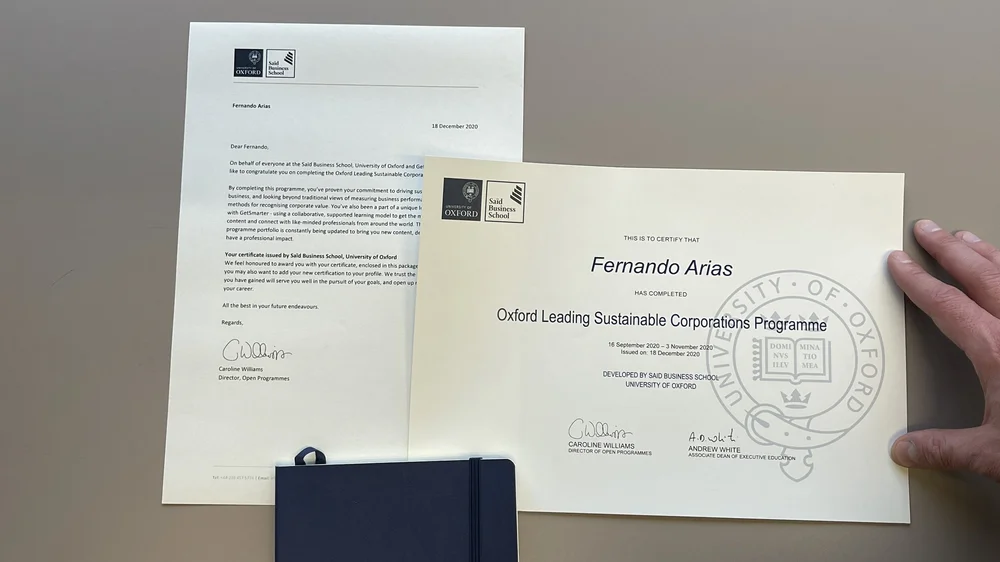 UNIVERSITY OF
OXFORD
Saïd
Business
School
Fernando Arias
18 December 2020
Dear Fernando,
On behalf of everyone at the Saïd Business School, University of Oxford and Get
like to congratulate you on completing the Oxford Leading Sustainable Corpora
By completing this programme, you've proven your commitment to driving sus
business, and looking beyond traditional views of measuring business perform
methods for recognising corporate value. You've also been a part of a unique
with GetSmarter - using a collaborative, supported learning model to get the m
content and connect with like-minded professionals from around the world. Th
programme portfolio is constantly being updated to bring you new content, de
have a professional impact.
Your certificate issued by Saïd Business School, University of Oxford
We feel honoured to award you with your certificate, enclosed in this package
you may also want to add your new certification to your profile. We trust the
you have gained will serve you well in the pursuit of your goals, and open up
your career.
All the best in your future endeavours.
Regards,
CWilliams
Caroline Williams
Director, Open Programmes
UNIVERSITY OF
OXFORD
Saïd
Business
School
THIS IS TO CERTIFY THAT
Fernando Arias
HAS COMPLETED
Oxford Leading Sustainable Corporations Programme
16 September 2020 – 3 November 2020
Issued on: 18 December 2020
DEVELOPED BY SAÏD BUSINESS SCHOOL
UNIVERSITY OF OXFORD
CWilliams
CAROLINE WILLIAMS
DIRECTOR OF OPEN PROGRAMMES
A.D. White
ANDREW WHITE
ASSOCIATE DEAN OF EXECUTIVE EDUCATION
UNIVERSITY · OF · OXFORD
DOMI MINA
NVS TIO
ILLV MEA